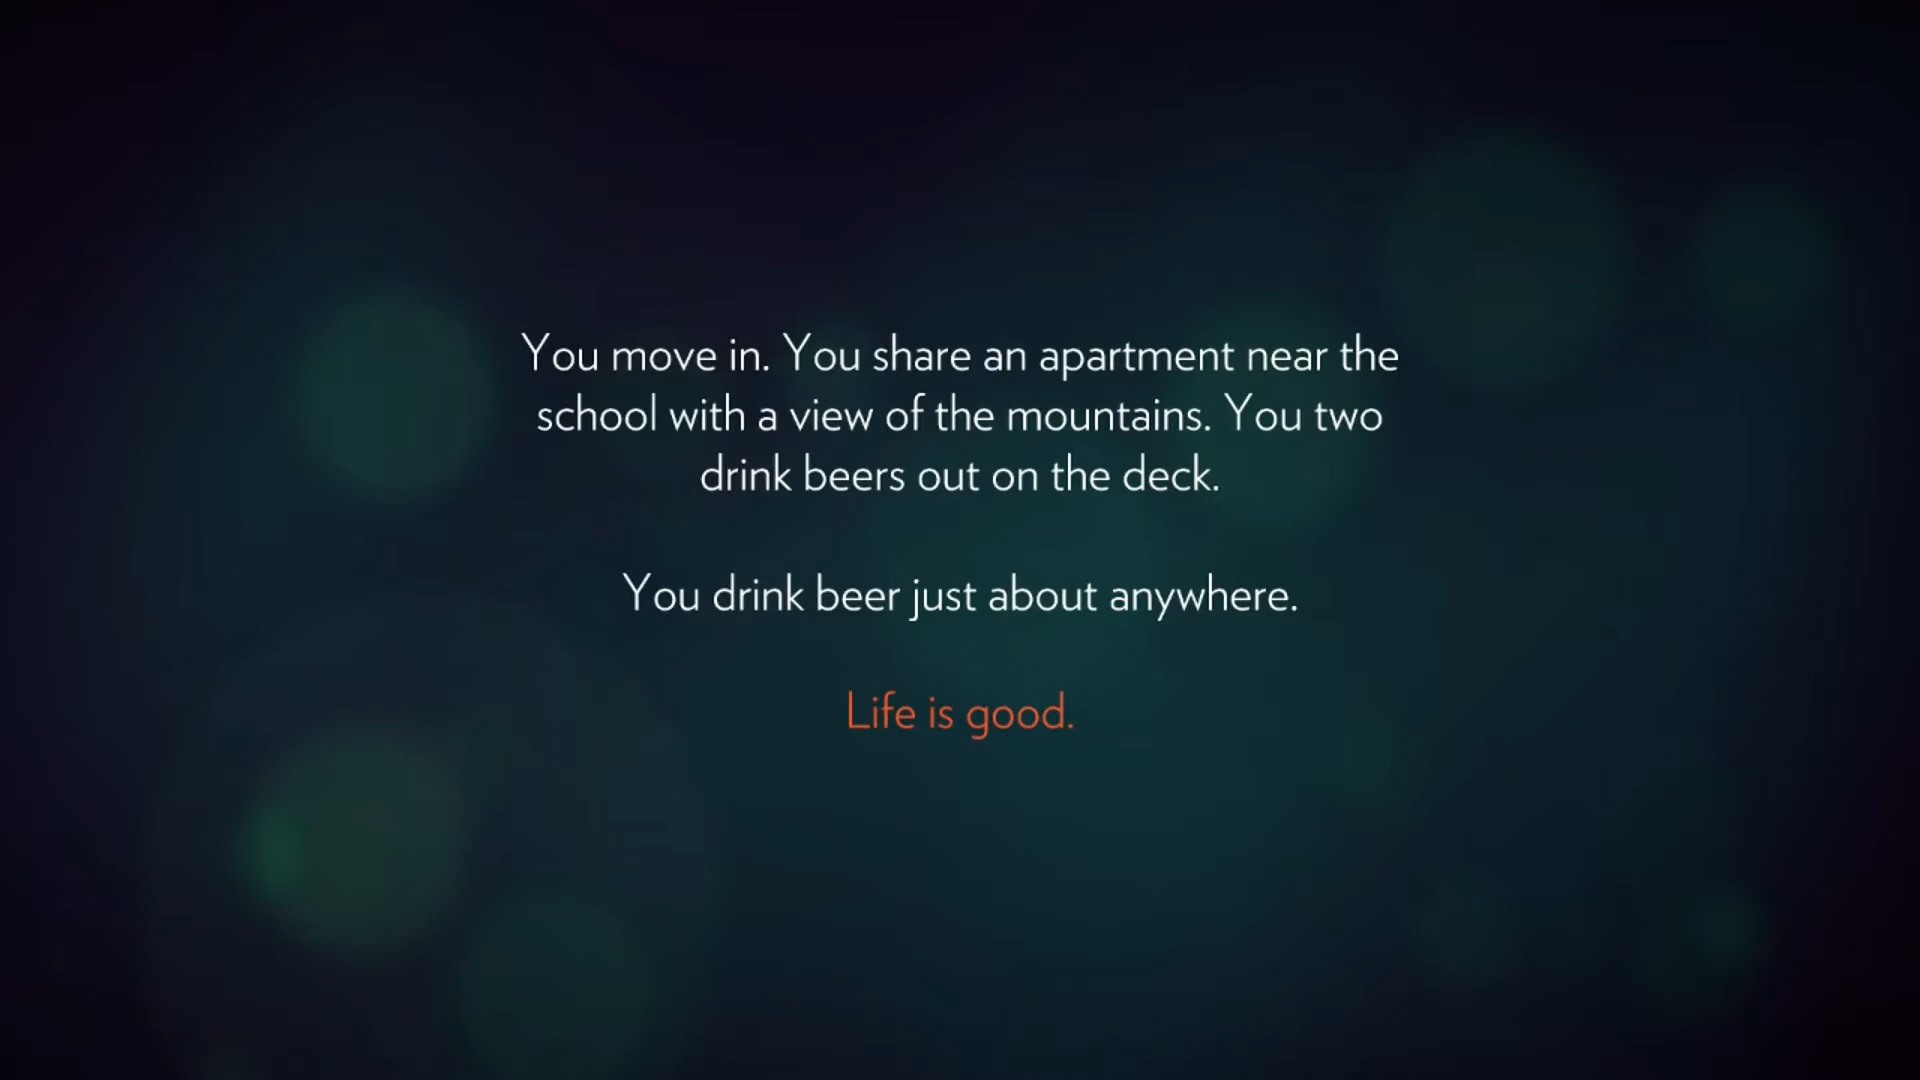 You move in. You share an apartment near the
school with a view of the mountains. You two
drink beers out on the deck.
You drink beer just about anywhere.
Life is good.